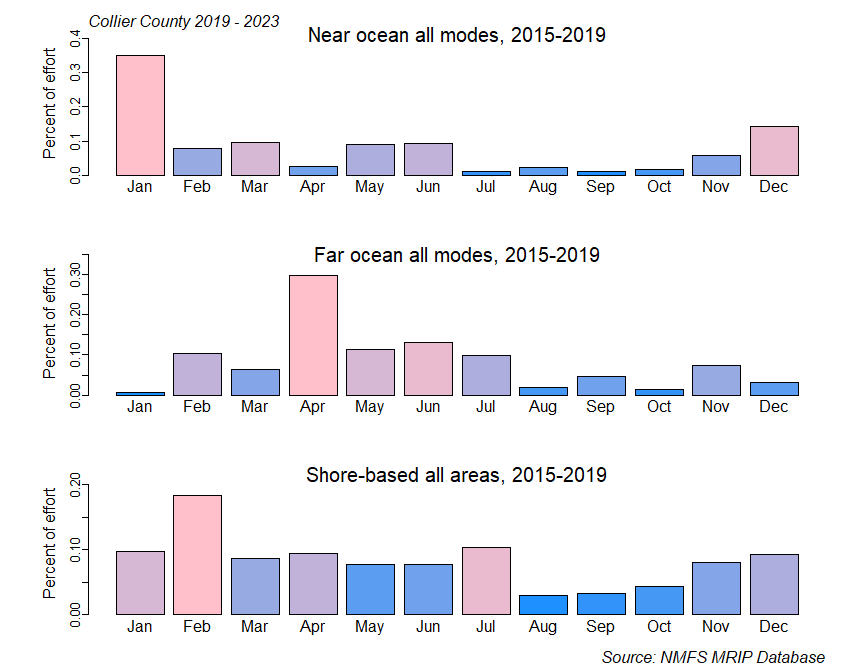 Collier County 2019 - 2023
Near ocean all modes, 2015-2019
Percent of effort
0.0 0.1 0.2 0.3 0.4
Jan Feb Mar Apr May Jun Jul Aug Sep Oct Nov Dec
Far ocean all modes, 2015-2019
Percent of effort
0.00 0.10 0.20 0.30
Jan Feb Mar Apr May Jun Jul Aug Sep Oct Nov Dec
Shore-based all areas, 2015-2019
Percent of effort
0.00 0.10 0.20
Jan Feb Mar Apr May Jun Jul Aug Sep Oct Nov Dec
Source: NMFS MRIP Database